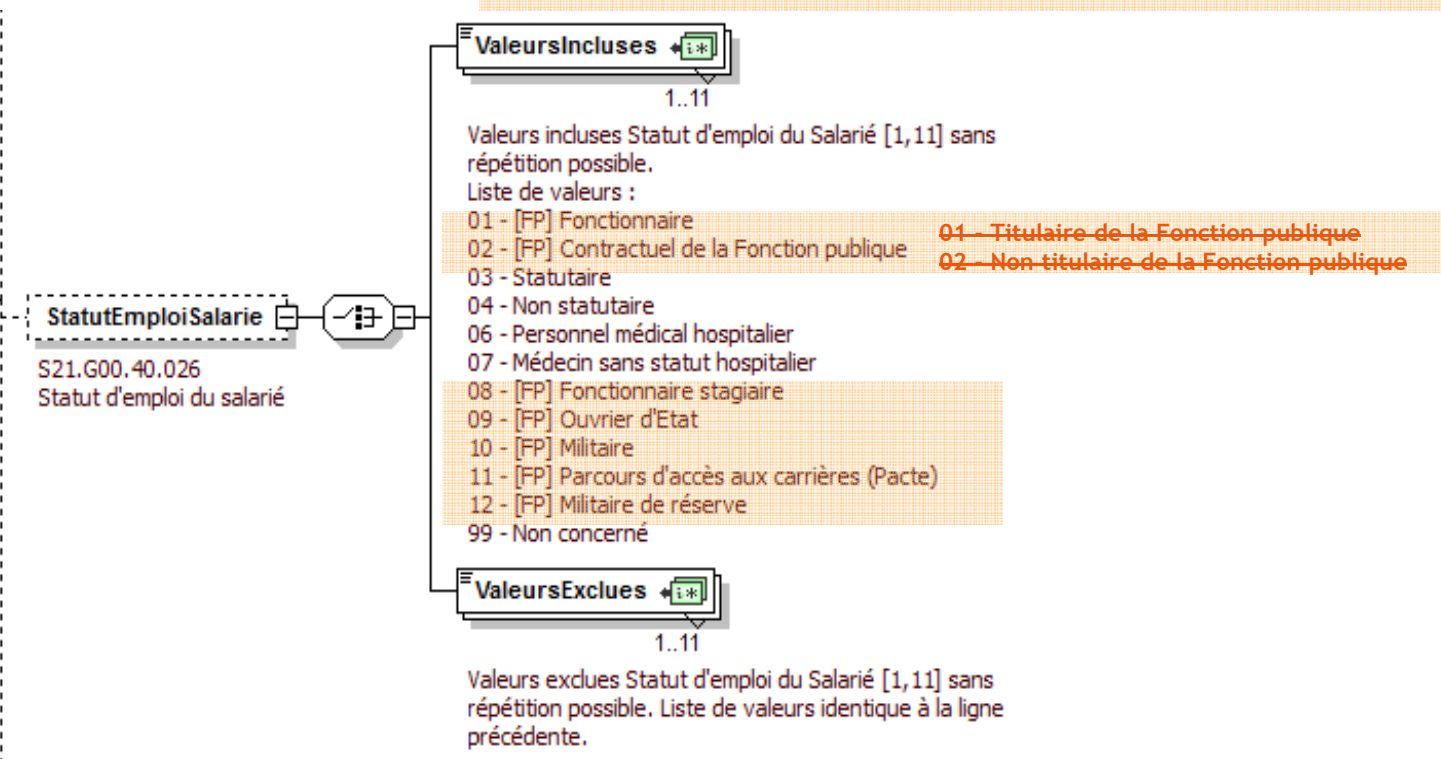 ValeursIncluses
1..11
Valeurs incluses Statut d'emploi du Salarié [1,11] sans
répétition possible.
Liste de valeurs :
01 - [FP] Fonctionnaire
02 - [FP] Contractuel de la Fonction publique
01 - Titulaire de la Fonction publique
02 - Non titulaire de la Fonction publique
03 - Statutaire
04 - Non statutaire
06 - Personnel médical hospitalier
07 - Médecin sans statut hospitalier
08 - [FP] Fonctionnaire stagiaire
09 - [FP] Ouvrier d'Etat
10 - [FP] Militaire
11 - [FP] Parcours d'accès aux carrières (Pacte)
12 - [FP] Militaire de réserve
99 - Non concerné
StatutEmploiSalarie
S21.G00.40.026
Statut d'emploi du salarié
ValeursExclues
1..11
Valeurs exclues Statut d'emploi du Salarié [1,11] sans
répétition possible. Liste de valeurs identique à la ligne
précédente.